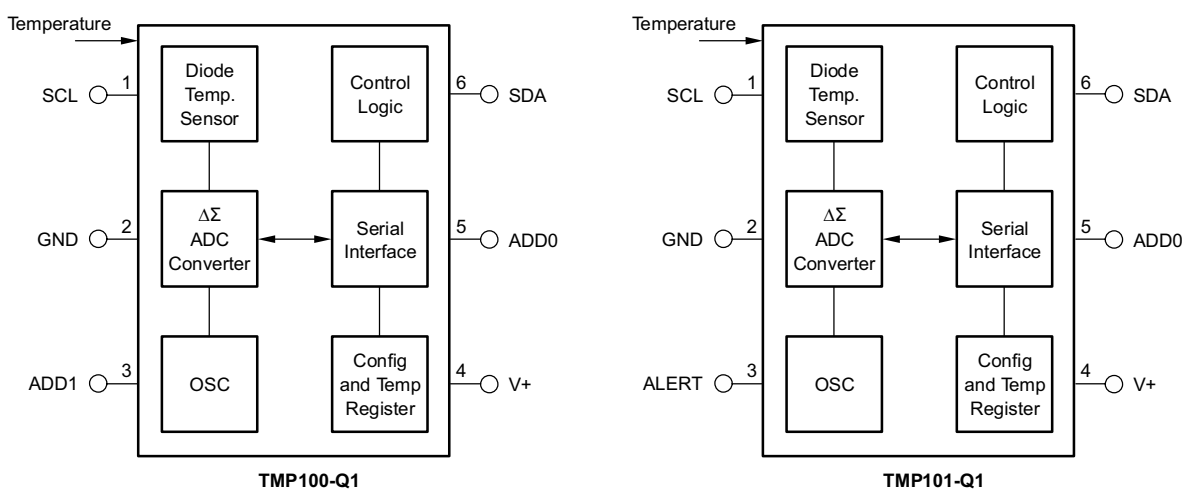 Temperature
SCL
1
Diode
Temp.
Sensor
Control
Logic
6
SDA
GND
2
ΔΣ
ADC
Converter
Serial
Interface
5
ADD0
ADD1
3
OSC
Config
and Temp
Register
4
V+
TMP100-Q1
Temperature
SCL
1
Diode
Temp.
Sensor
Control
Logic
6
SDA
GND
2
ΔΣ
ADC
Converter
Serial
Interface
5
ADD0
ALERT
3
OSC
Config
and Temp
Register
4
V+
TMP101-Q1